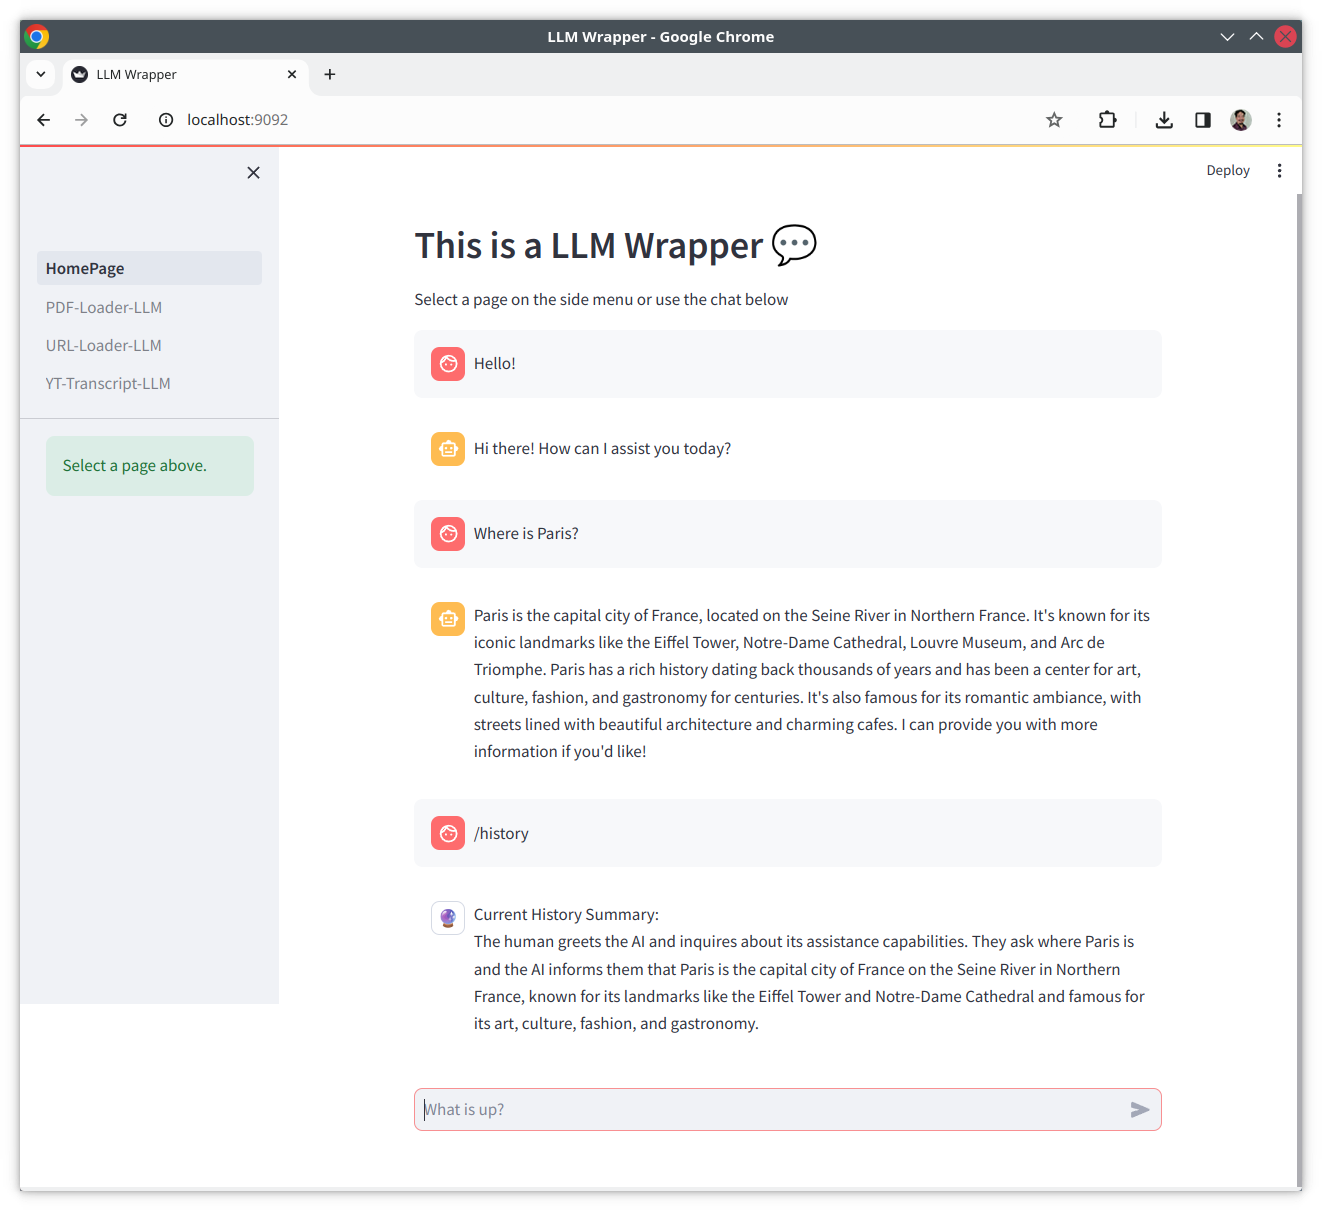 LLM Wrapper - Google Chrome
LLM Wrapper
localhost:9092
Deploy
HomePage
PDF-Loader-LLM
URL-Loader-LLM
YT-Transcript-LLM
Select a page above.
This is a LLM Wrapper 💬
Select a page on the side menu or use the chat below
Hello!
Hi there! How can I assist you today?
Where is Paris?
Paris is the capital city of France, located on the Seine River in Northern France. It's known for its
iconic landmarks like the Eiffel Tower, Notre-Dame Cathedral, Louvre Museum, and Arc de
Triomphe. Paris has a rich history dating back thousands of years and has been a center for art,
culture, fashion, and gastronomy for centuries. It's also famous for its romantic ambiance, with
streets lined with beautiful architecture and charming cafes. I can provide you with more
information if you'd like!
/history
Current History Summary:
The human greets the AI and inquires about its assistance capabilities. They ask where Paris is
and the AI informs them that Paris is the capital city of France on the Seine River in Northern
France, known for its landmarks like the Eiffel Tower and Notre-Dame Cathedral and famous for
its art, culture, fashion, and gastronomy.
What is up?